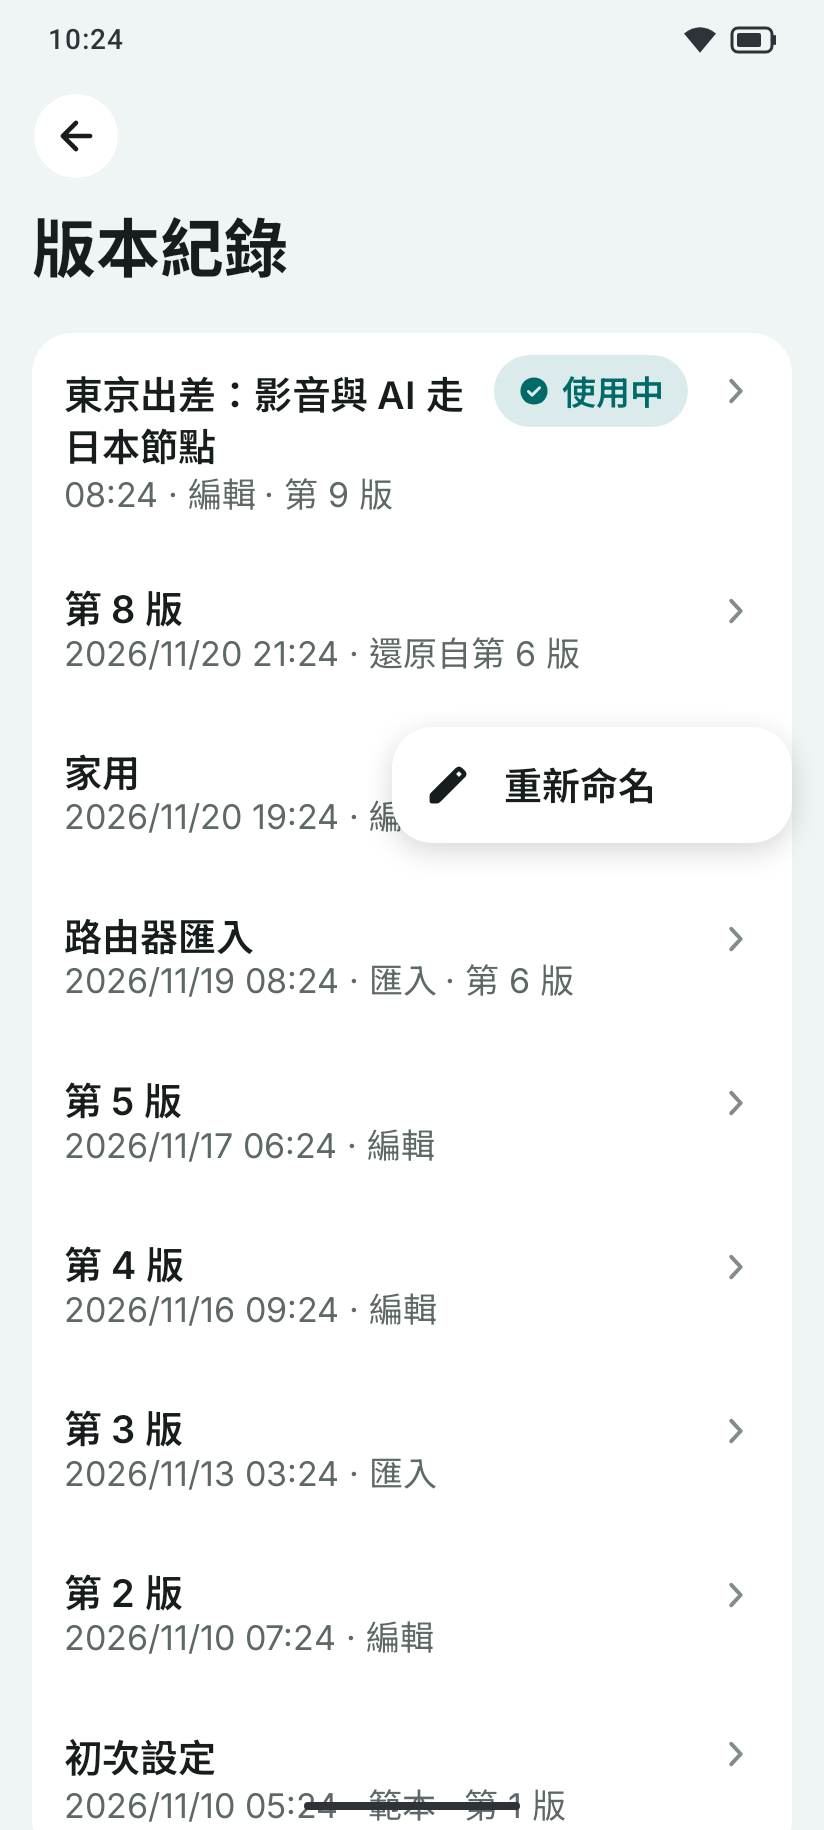 10:24
版本紀錄
東京出差：影音與 AI 走
日本節點
使用中
08:24 · 編輯 · 第 9 版
第 8 版
2026/11/20 21:24 · 還原自第 6 版
家用
2026/11/20 19:24 · 編
重新命名
路由器匯入
2026/11/19 08:24 · 匯入 · 第 6 版
第 5 版
2026/11/17 06:24 · 編輯
第 4 版
2026/11/16 09:24 · 編輯
第 3 版
2026/11/13 03:24 · 匯入
第 2 版
2026/11/10 07:24 · 編輯
初次設定
2026/11/10 05:24 · 範本 · 第 1 版